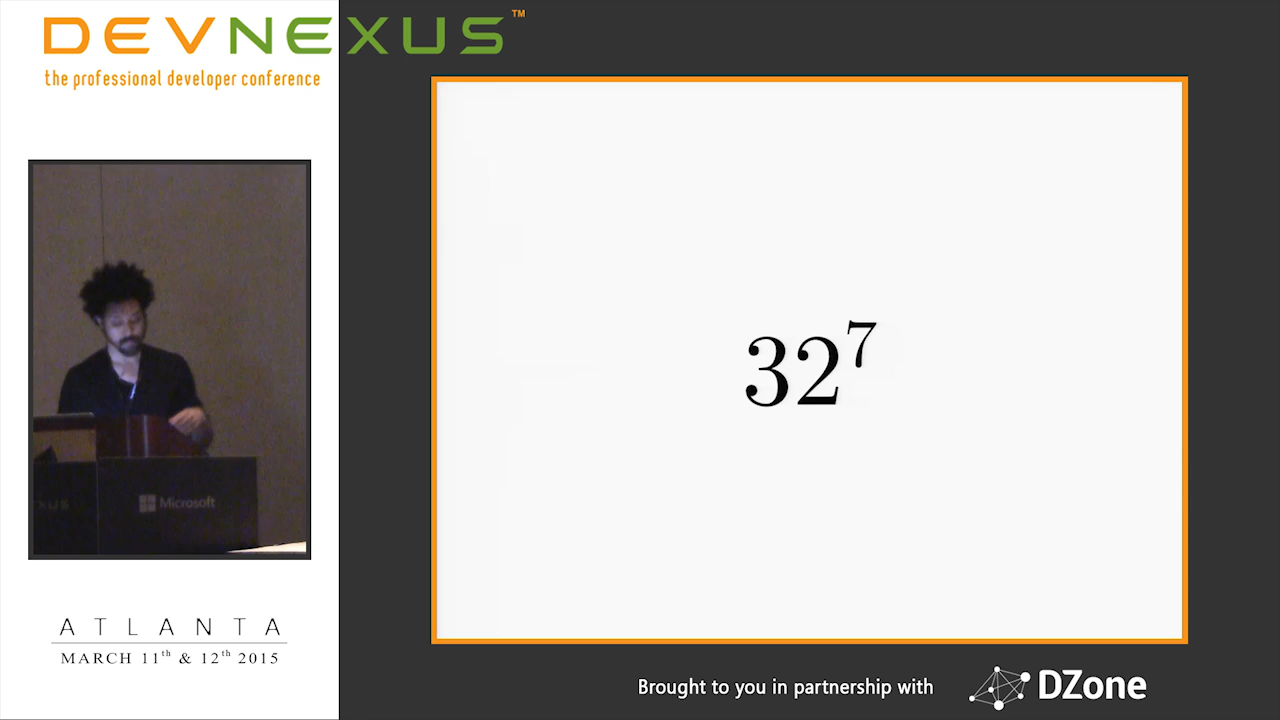 DEVNEXUS™
the professional developer conference
32⁷
XUS
Microsoft
ATLANTA
MARCH 11th & 12th 2015
Brought to you in partnership with DZone